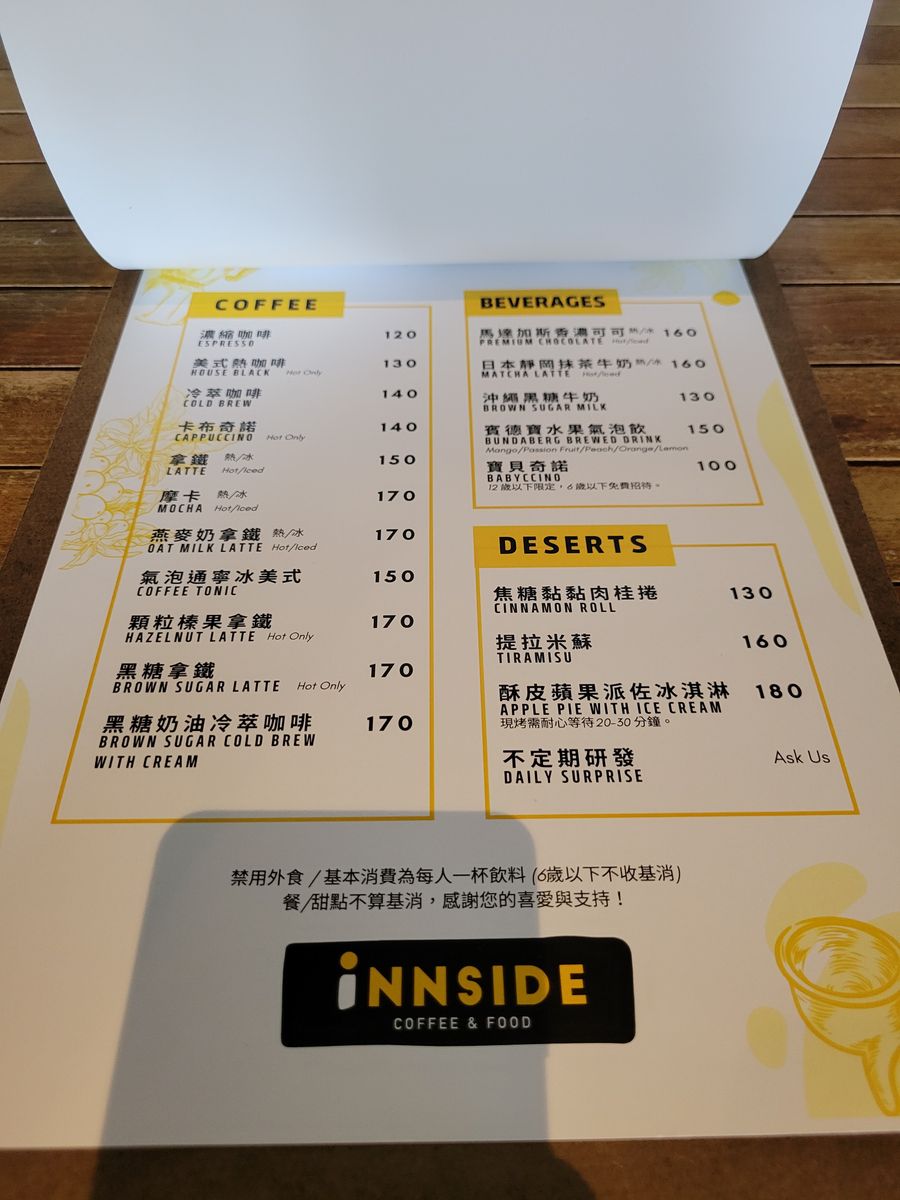 COFFEE
濃縮咖啡 120
ESPRESSO
美式熱咖啡 130
HOUSE BLACK Hot Only
冷萃咖啡 140
COLD BREW
卡布奇諾 140
CAPPUCCINO Hot Only
拿鐵 熱/冰 150
LATTE Hot/Iced
摩卡 熱/冰 170
MOCHA Hot/Iced
燕麥奶拿鐵 熱/冰 170
OAT MILK LATTE Hot/Iced
氣泡通寧冰美式 150
COFFEE TONIC
顆粒榛果拿鐵 170
HAZELNUT LATTE Hot Only
黑糖拿鐵 170
BROWN SUGAR LATTE Hot Only
黑糖奶油冷萃咖啡 170
BROWN SUGAR COLD BREW
WITH CREAM
BEVERAGES
馬達加斯香濃可可 熱/冰 160
PREMIUM CHOCOLATE Hot/Iced
日本靜岡抹茶牛奶 熱/冰 160
MATCHA LATTE Hot/Iced
沖繩黑糖牛奶 130
BROWN SUGAR MILK
賓德寶水果氣泡飲 150
BUNDABERG BREWED DRINK
Mango/Passion Fruit/Peach/Orange/Lemon
寶貝奇諾 100
BABYCCINO
12歲以下限定，6歲以下免費招待。
DESERTS
焦糖黏黏肉桂捲 130
CINNAMON ROLL
提拉米蘇 160
TIRAMISU
酥皮蘋果派佐冰淇淋 180
APPLE PIE WITH ICE CREAM
現烤需耐心等待20-30分鐘。
不定期研發 Ask Us
DAILY SURPRISE
禁用外食/基本消費為每人一杯飲料(6歲以下不收基消)
餐/甜點不算基消，感謝您的喜愛與支持！
iNNSIDE
COFFEE & FOOD